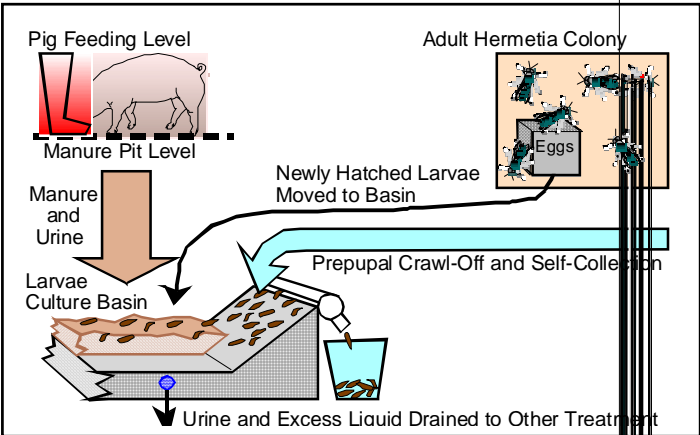 Pig Feeding Level
Adult Hermetia Colony
Eggs
Manure Pit Level
Newly Hatched Larvae
Moved to Basin
Manure
and
Urine
Prepupal Crawl-Off and Self-Collection
Larvae
Culture Basin
Urine and Excess Liquid Drained to Other Treatment